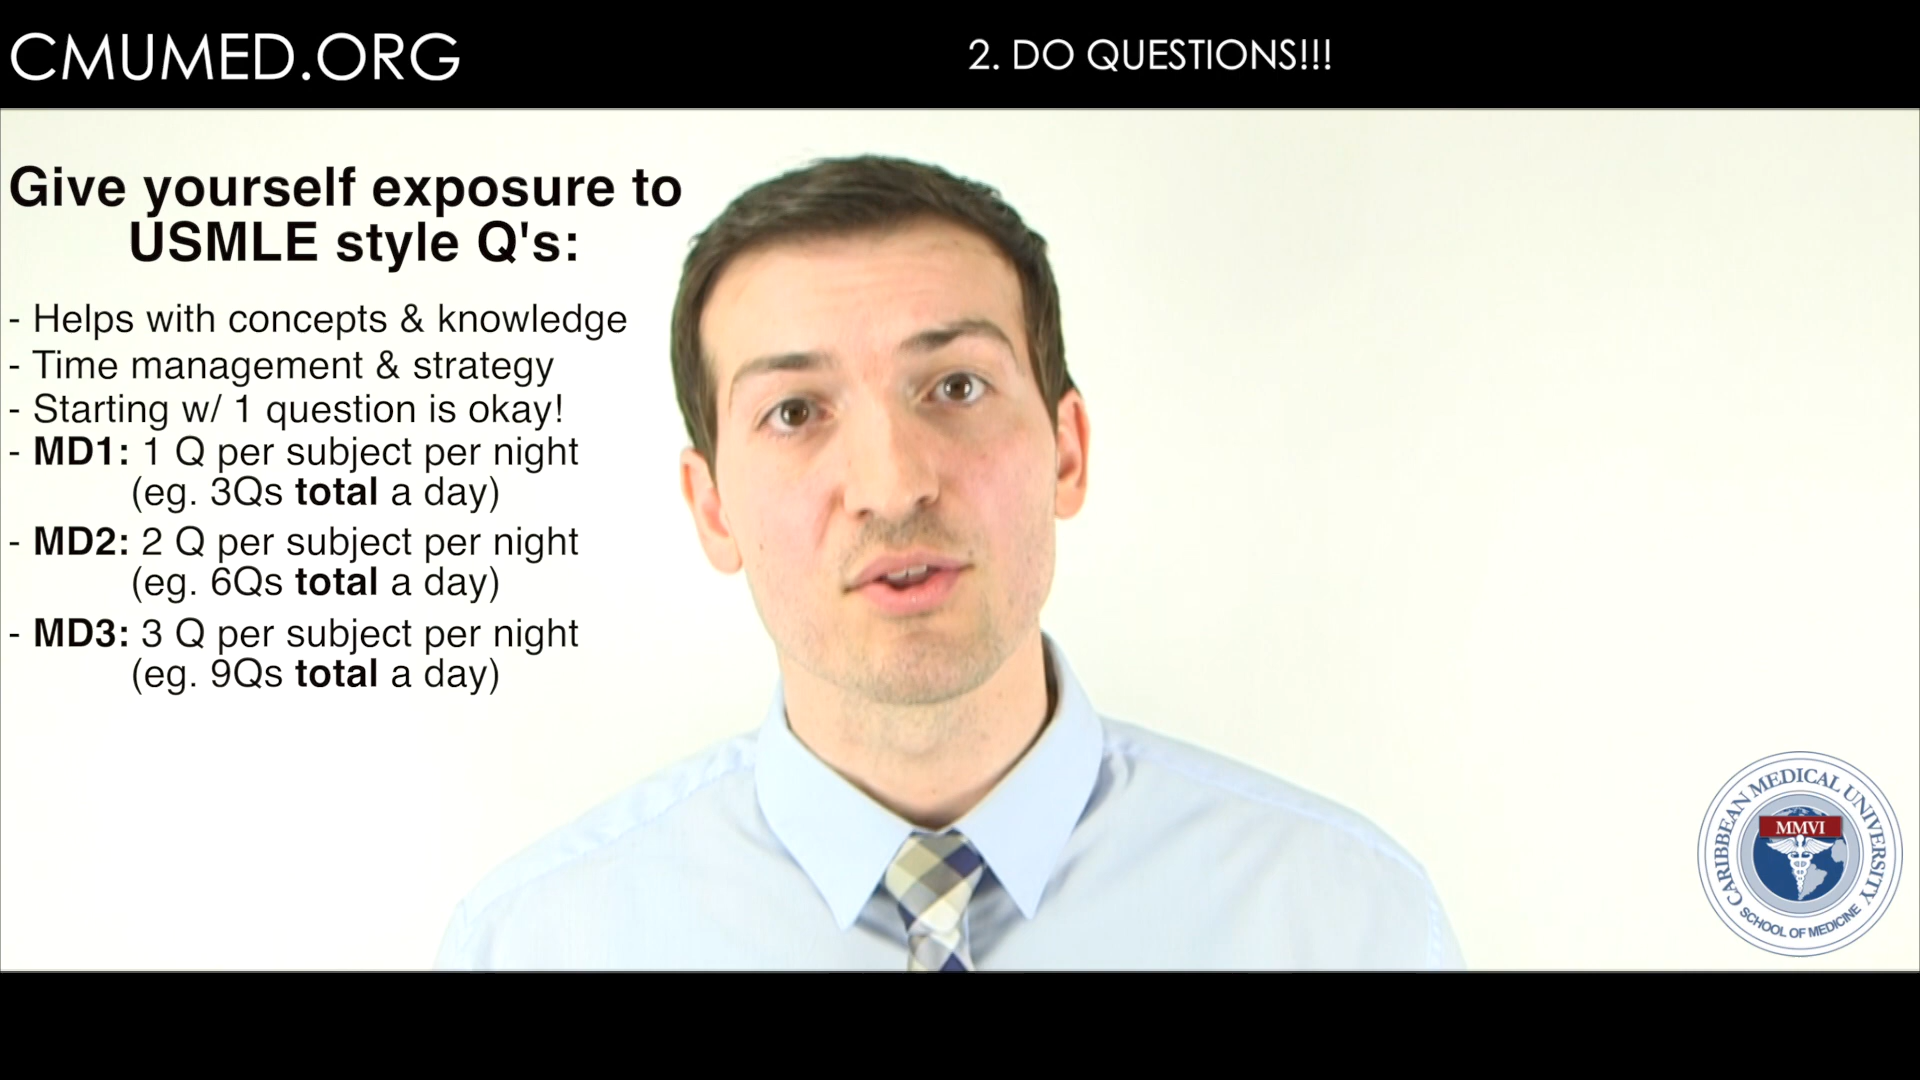 CMUMED.ORG
2. DO QUESTIONS!!!
Give yourself exposure to
USMLE style Q's:
- Helps with concepts & knowledge
- Time management & strategy
- Starting w/ 1 question is okay!
- MD1: 1 Q per subject per night
(eg. 3Qs total a day)
- MD2: 2 Q per subject per night
(eg. 6Qs total a day)
- MD3: 3 Q per subject per night
(eg. 9Qs total a day)
CARIBBEAN MEDICAL UNIVERSITY
MMVI
SCHOOL OF MEDICINE